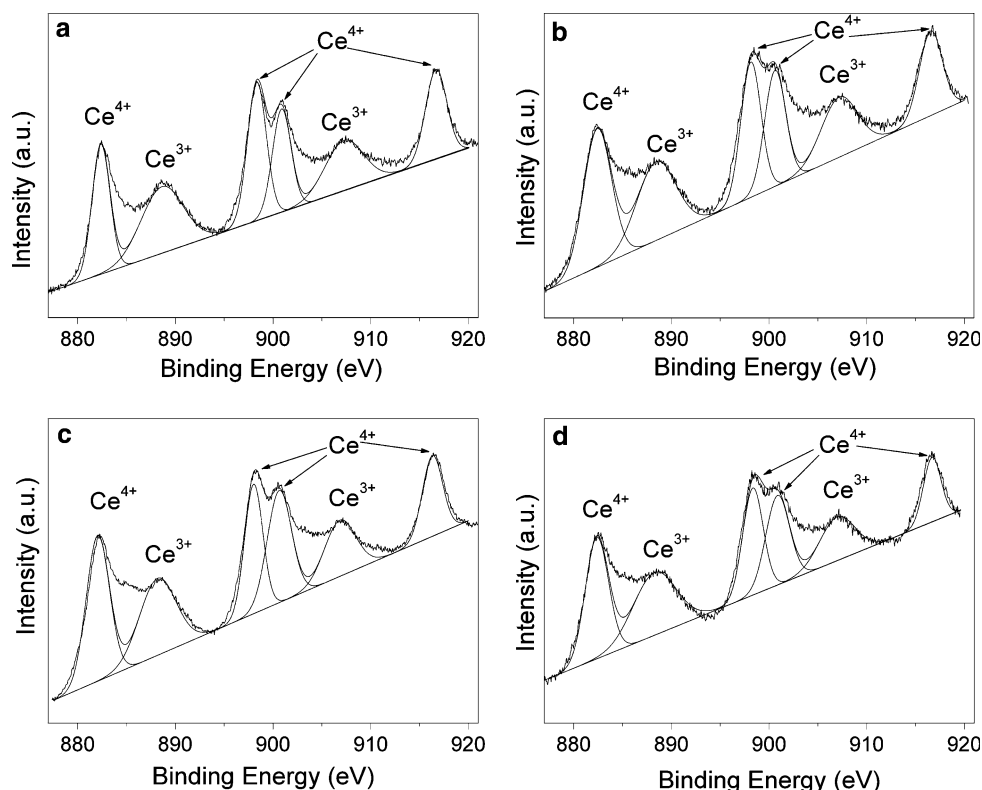 a
Ce⁴⁺
Ce⁴⁺
Ce³⁺
Ce³⁺
Intensity (a.u.)
880 890 900 910 920
Binding Energy (eV)
b
Ce⁴⁺
Ce⁴⁺
Ce³⁺
Ce³⁺
Intensity (a.u.)
880 890 900 910 920
Binding Energy (eV)
c
Ce⁴⁺
Ce⁴⁺
Ce³⁺
Ce³⁺
Intensity (a.u.)
880 890 900 910 920
Binding Energy (eV)
d
Ce⁴⁺
Ce⁴⁺
Ce³⁺
Ce³⁺
Intensity (a.u.)
880 890 900 910 920
Binding Energy (eV)